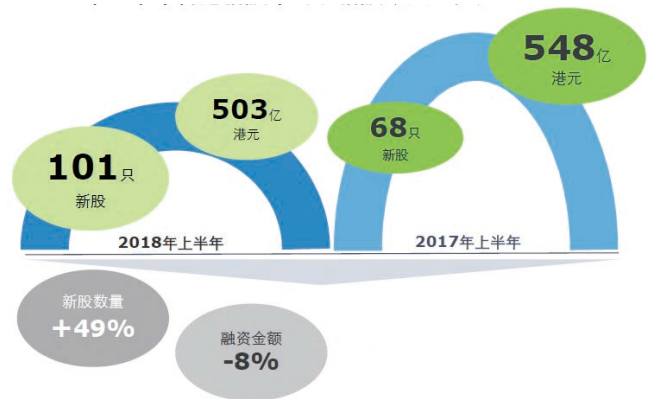 548亿
港元
503亿
港元
68只
新股
101只
新股
2018年上半年
2017年上半年
新股数量
+49%
融资金额
-8%